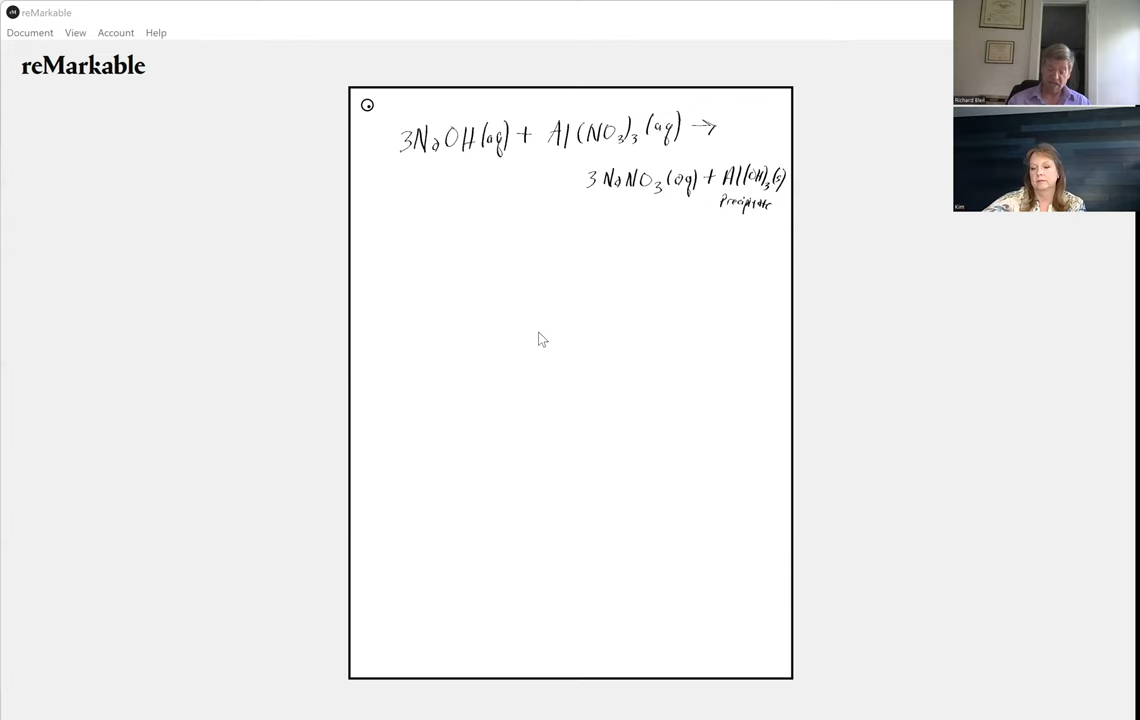 reMarkable
Document View Account Help
reMarkable
3NaOH(aq) + Al(NO3)3(aq) →
3NaNO3(aq) + Al(OH)3(s)
Precipitate
Richard Bleil
Kim